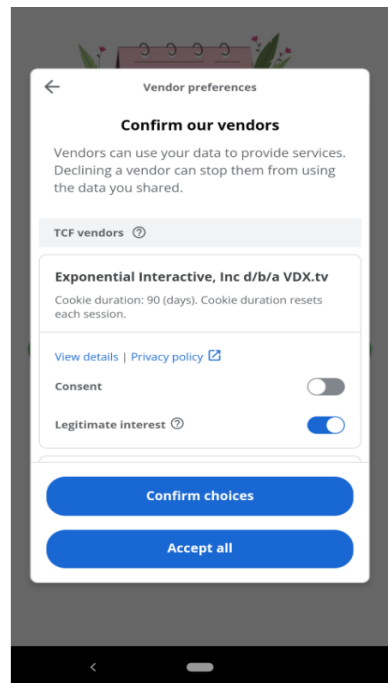 Vendor preferences
Confirm our vendors
Vendors can use your data to provide services.
Declining a vendor can stop them from using
the data you shared.
TCF vendors
Exponential Interactive, Inc d/b/a VDX.tv
Cookie duration: 90 (days). Cookie duration resets
each session.
View details | Privacy policy
Consent
Legitimate interest
Confirm choices
Accept all